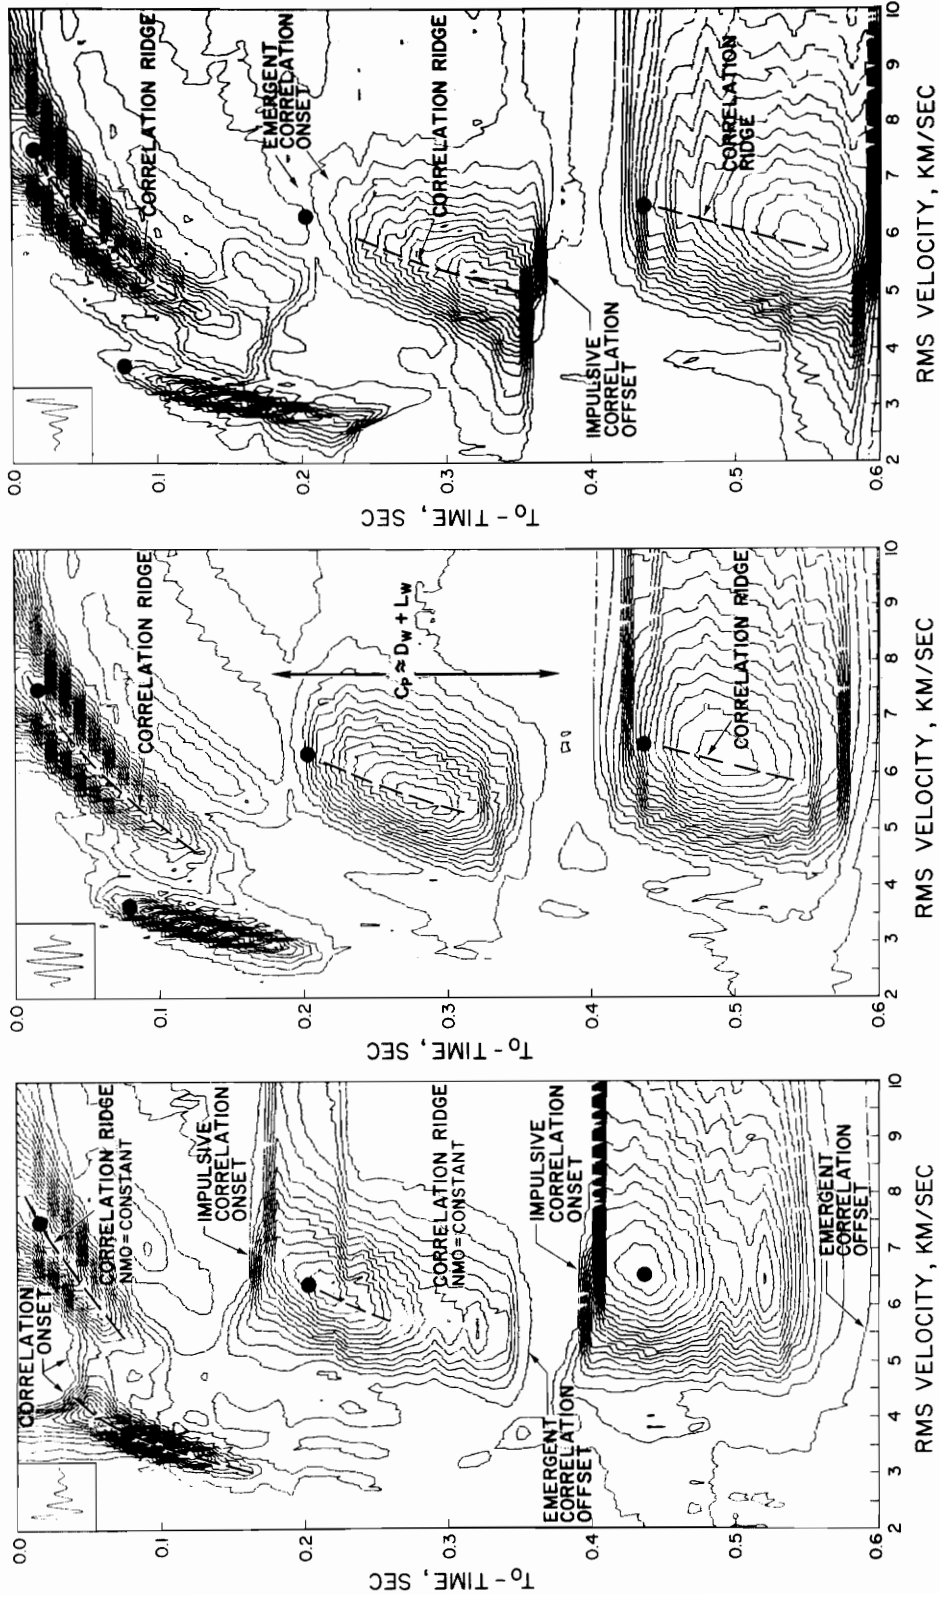 0.0
0.1
0.2
0.3
0.4
0.5
0.6
T₀ - TIME, SEC
CORRELATION
ONSET
CORRELATION RIDGE
NMO = CONSTANT
IMPULSIVE
CORRELATION
ONSET
CORRELATION RIDGE
NMO = CONSTANT
EMERGENT
CORRELATION
OFFSET
IMPULSIVE
CORRELATION
ONSET
EMERGENT
CORRELATION
OFFSET
2 3 4 5 6 7 8 9 10
RMS VELOCITY, KM/SEC
0.0
0.1
0.2
0.3
0.4
0.5
0.6
T₀ - TIME, SEC
CORRELATION RIDGE
Cₚ ≈ D_W + L_W
CORRELATION RIDGE
2 3 4 5 6 7 8 9 10
RMS VELOCITY, KM/SEC
0.0
0.1
0.2
0.3
0.4
0.5
0.6
T₀ - TIME, SEC
CORRELATION RIDGE
EMERGENT
CORRELATION
ONSET
CORRELATION RIDGE
IMPULSIVE
CORRELATION
OFFSET
CORRELATION
RIDGE
2 3 4 5 6 7 8 9 10
RMS VELOCITY, KM/SEC